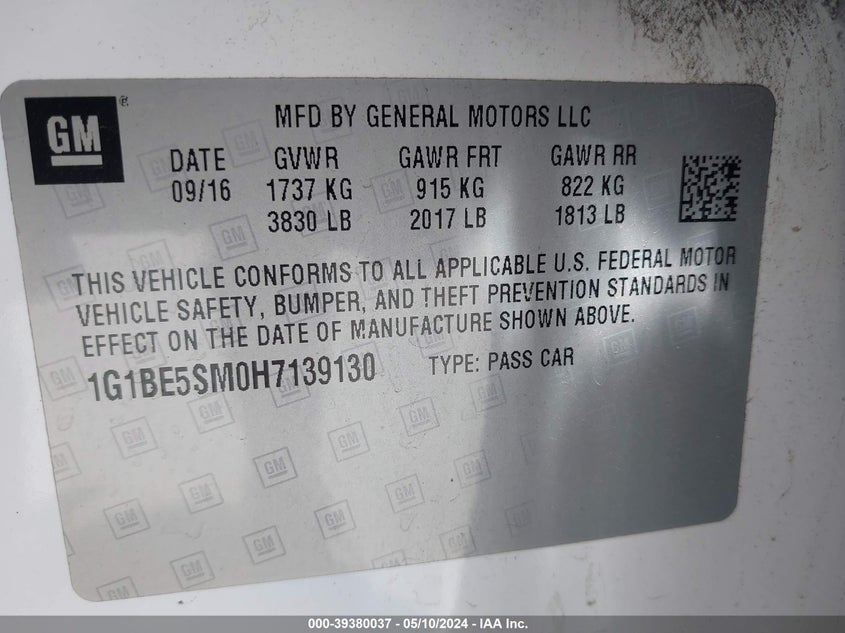 GM
MFD BY GENERAL MOTORS LLC
DATE GVWR GAWR FRT GAWR RR
09/16 1737 KG 915 KG 822 KG
3830 LB 2017 LB 1813 LB
THIS VEHICLE CONFORMS TO ALL APPLICABLE U.S. FEDERAL MOTOR
VEHICLE SAFETY, BUMPER, AND THEFT PREVENTION STANDARDS IN
EFFECT ON THE DATE OF MANUFACTURE SHOWN ABOVE.
1G1BE5SM0H7139130 TYPE: PASS CAR
000-39380037 - 05/10/2024 - IAA Inc.